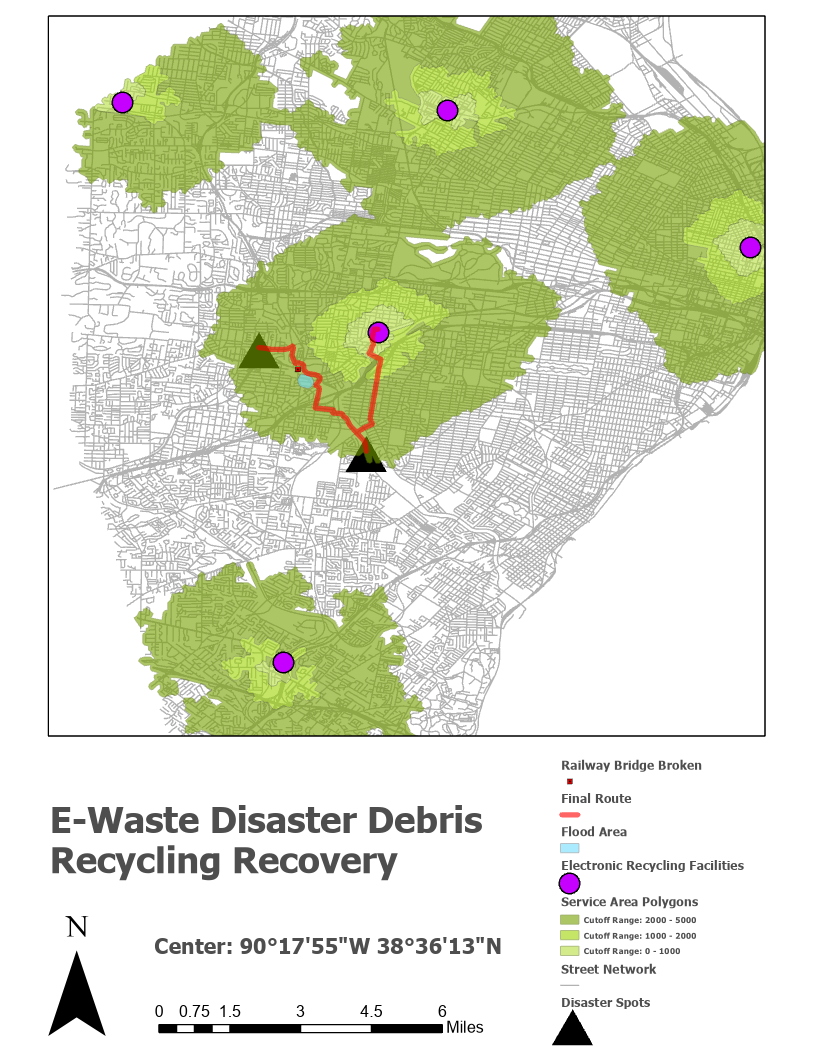 E-Waste Disaster Debris
Recycling Recovery
N
Center: 90°17'55"W 38°36'13"N
0 0.75 1.5 3 4.5 6
Miles
Railway Bridge Broken
Final Route
Flood Area
Electronic Recycling Facilities
Service Area Polygons
Cutoff Range: 2000 - 5000
Cutoff Range: 1000 - 2000
Cutoff Range: 0 - 1000
Street Network
Disaster Spots